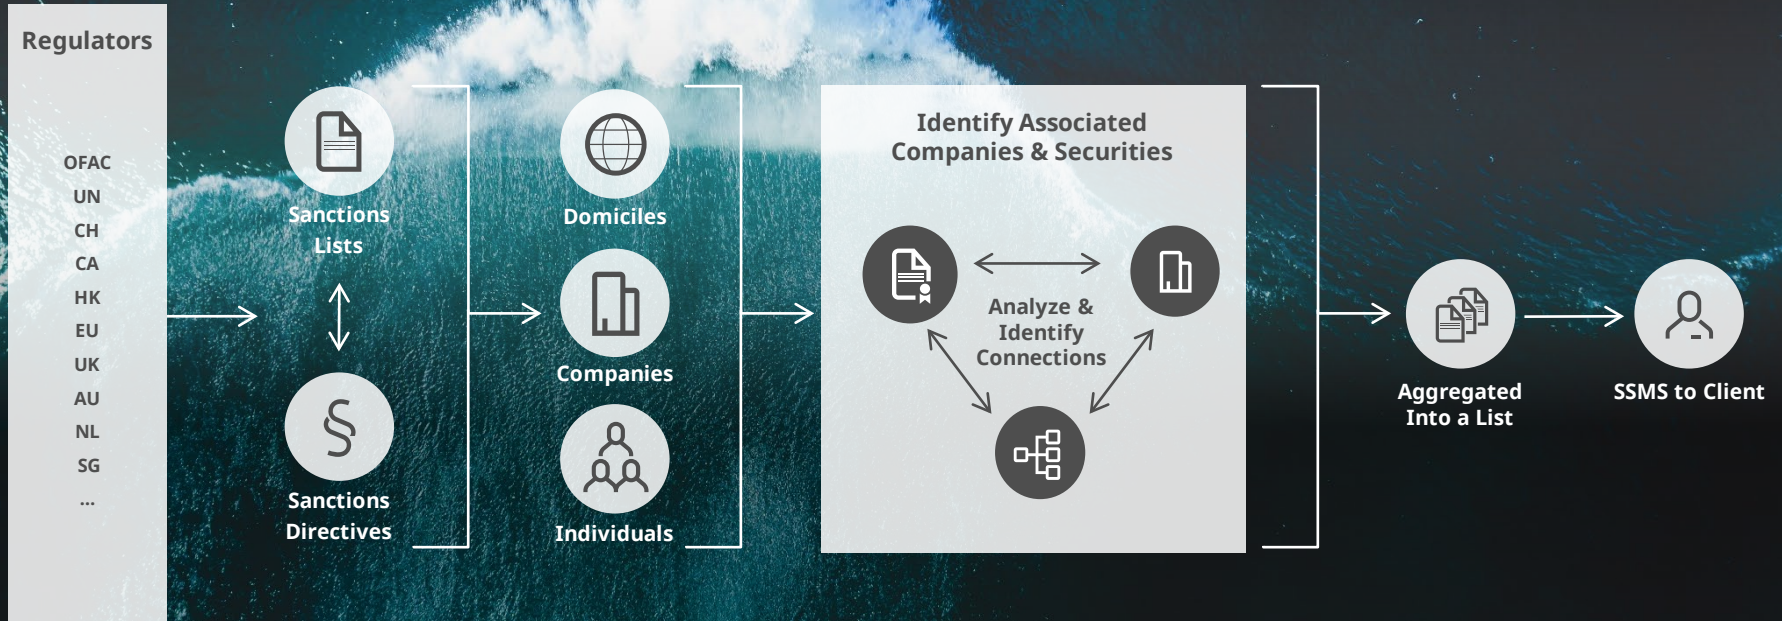 Regulators
OFAC
UN
CH
CA
HK
EU
UK
AU
NL
SG
...
Sanctions
Lists
§
Sanctions
Directives
Domiciles
Companies
Individuals
Identify Associated
Companies & Securities
Analyze &
Identify
Connections
Aggregated
Into a List
SSMS to Client